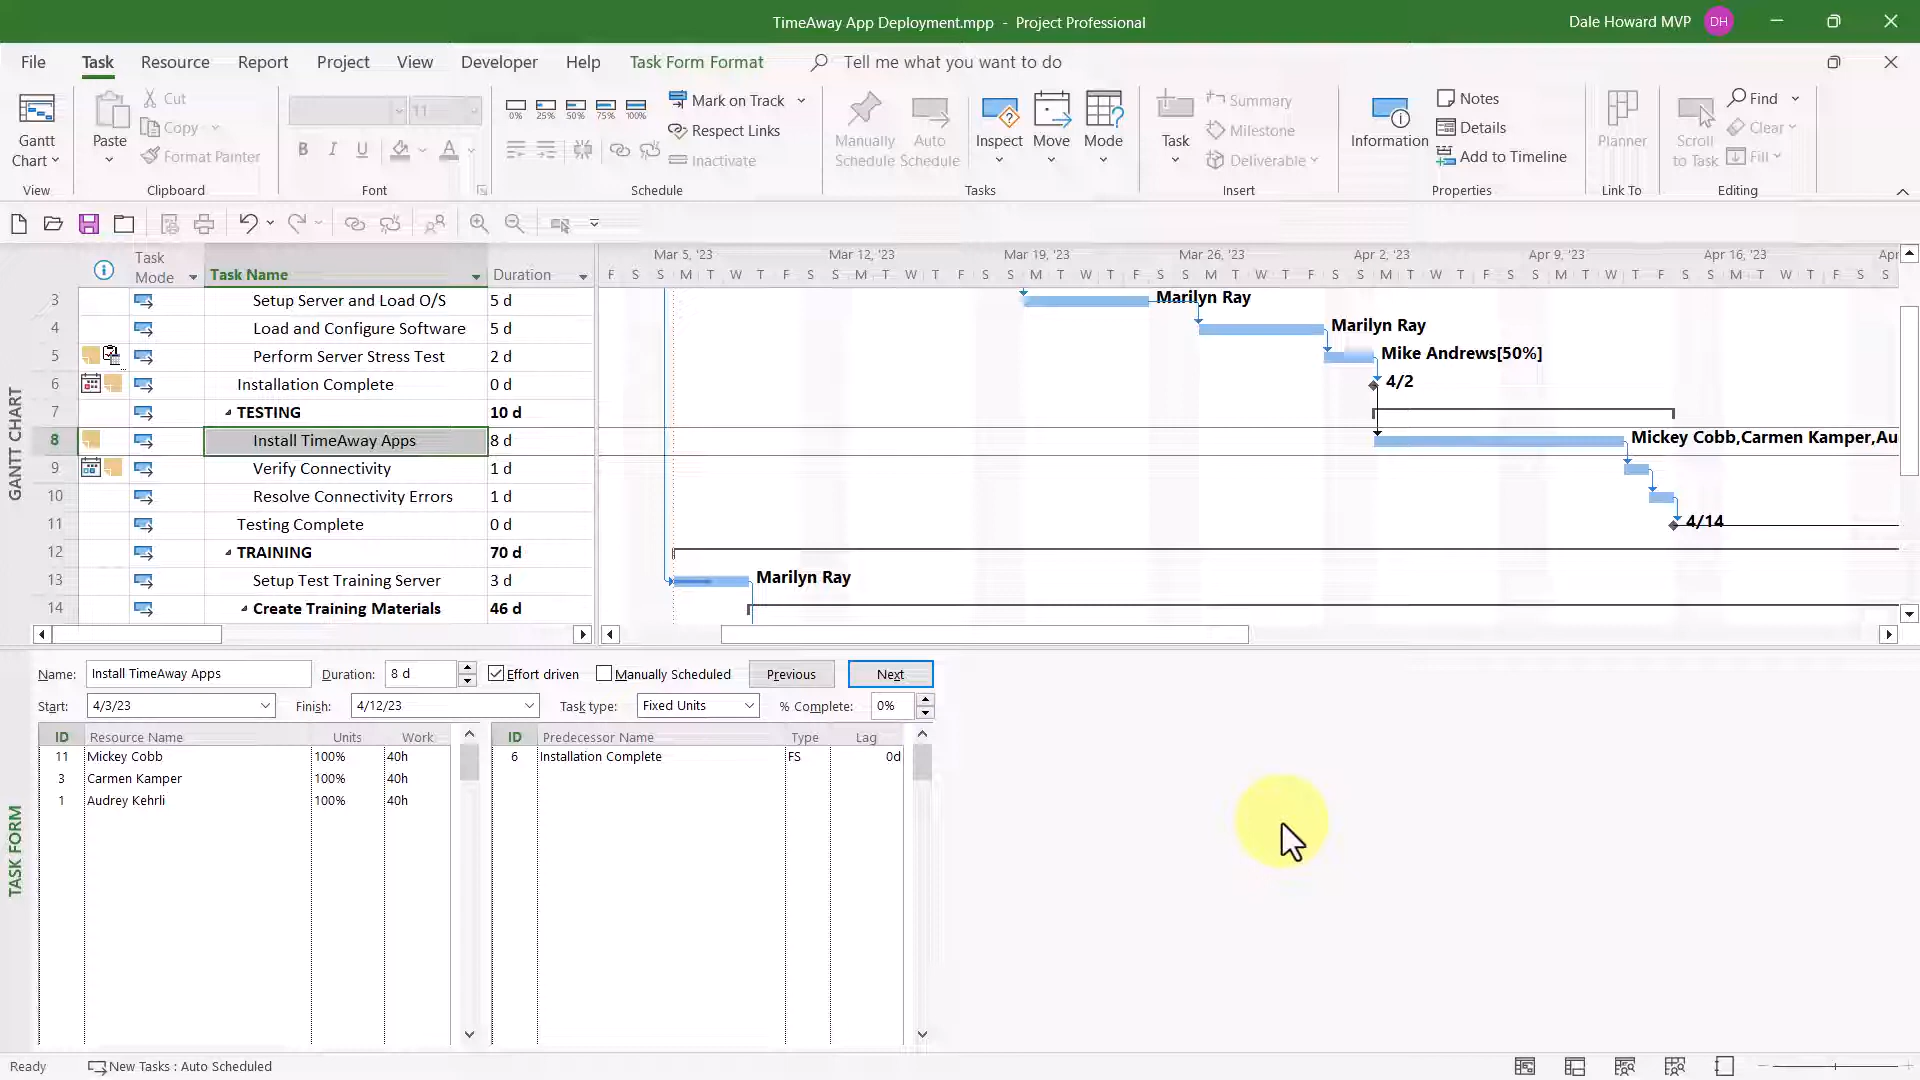 TimeAway App Deployment.mpp - Project Professional
Dale Howard MVP DH
File Task Resource Report Project View Developer Help Task Form Format Tell me what you want to do
Gantt Chart
View
Paste
Cut
Copy
Format Painter
Clipboard
11
B I U A
Font
0% 25% 50% 75% 100%
Mark on Track
Respect Links
Inactivate
Schedule
Manually Schedule
Auto Schedule
Inspect
Move
Mode
Tasks
Task
Summary
Milestone
Deliverable
Insert
Information
Notes
Details
Add to Timeline
Properties
Planner
Link To
Scroll to Task
Find
Clear
Fill
Editing
GANTT CHART
Task Mode Task Name Duration
Mar 5, '23 Mar 12, '23 Mar 19, '23 Mar 26, '23 Apr 2, '23 Apr 9, '23 Apr 16, '23 Apr
F S S M T W T F S S M T W T F S S M T W T F S S M T W T F S S M T W T F S S M T W T F S S M T W T F S S
3 Setup Server and Load O/S 5 d Marilyn Ray
4 Load and Configure Software 5 d Marilyn Ray
5 Perform Server Stress Test 2 d Mike Andrews[50%]
6 Installation Complete 0 d 4/2
7 TESTING 10 d
8 Install TimeAway Apps 8 d Mickey Cobb,Carmen Kamper,Au
9 Verify Connectivity 1 d
10 Resolve Connectivity Errors 1 d
11 Testing Complete 0 d 4/14
12 TRAINING 70 d
13 Setup Test Training Server 3 d Marilyn Ray
14 Create Training Materials 46 d
TASK FORM
Name: Install TimeAway Apps Duration: 8 d Effort driven Manually Scheduled Previous Next
Start: 4/3/23 Finish: 4/12/23 Task type: Fixed Units % Complete: 0%
ID Resource Name Units Work
11 Mickey Cobb 100% 40h
3 Carmen Kamper 100% 40h
1 Audrey Kehrli 100% 40h
ID Predecessor Name Type Lag
6 Installation Complete FS 0d
Ready New Tasks : Auto Scheduled